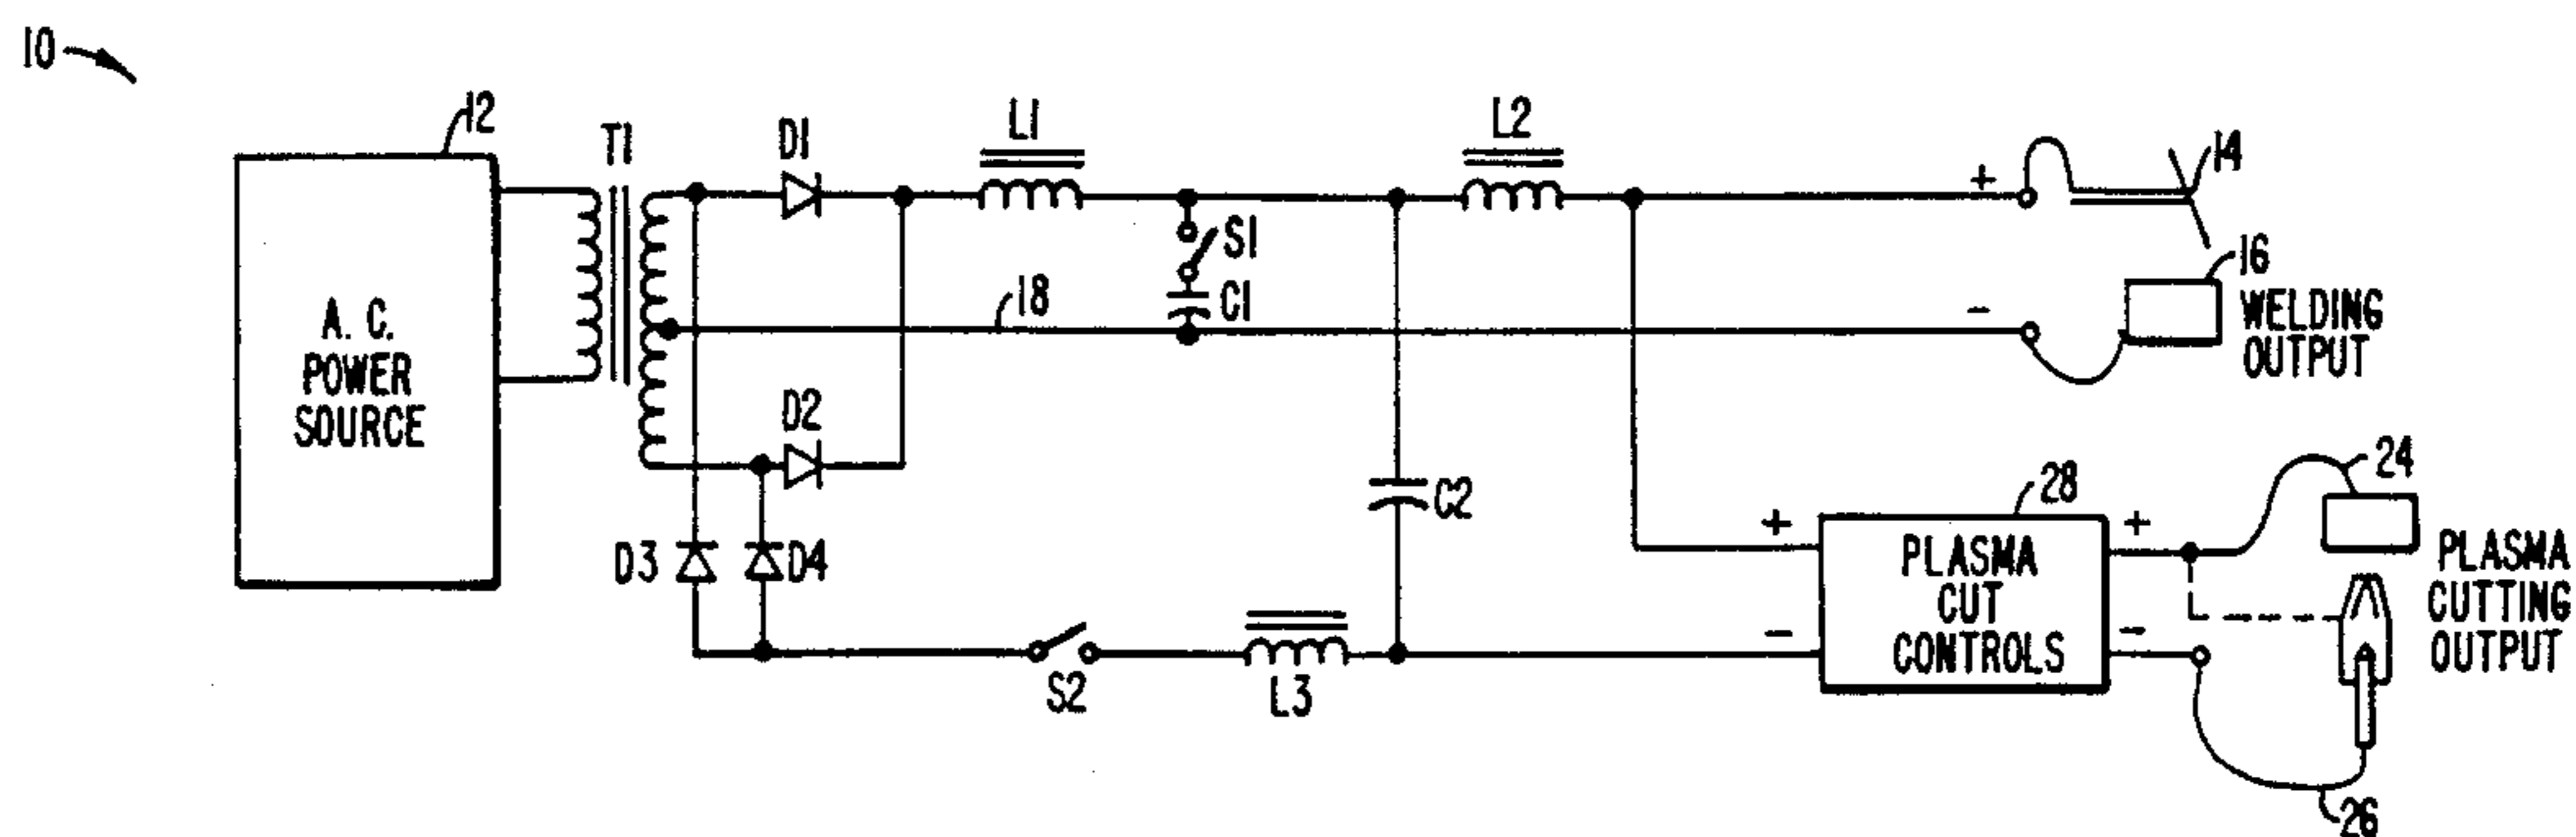 10
12
T1
D1
L1
L2
+
14
S1
C1
18
-
16
WELDING
OUTPUT
A. C.
POWER
SOURCE
D2
C2
D3
D4
S2
L3
+
-
28
PLASMA
CUT
CONTROLS
+
-
24
PLASMA
CUTTING
OUTPUT
26